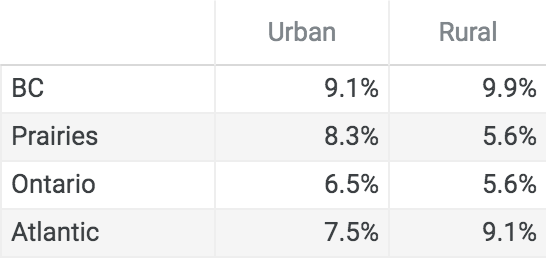 Urban Rural
BC 9.1% 9.9%
Prairies 8.3% 5.6%
Ontario 6.5% 5.6%
Atlantic 7.5% 9.1%